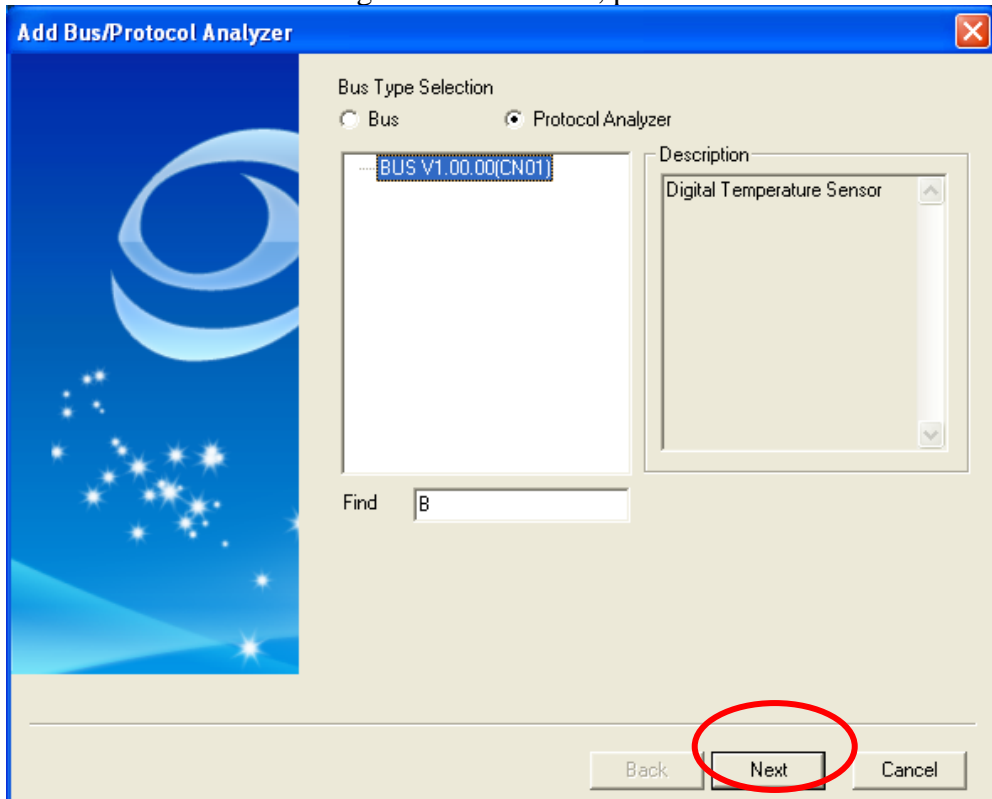 Add Bus/Protocol Analyzer
Bus Type Selection
Bus
Protocol Analyzer
BUS V1.00.00(CN01)
Description
Digital Temperature Sensor
Find
B
Back
Next
Cancel